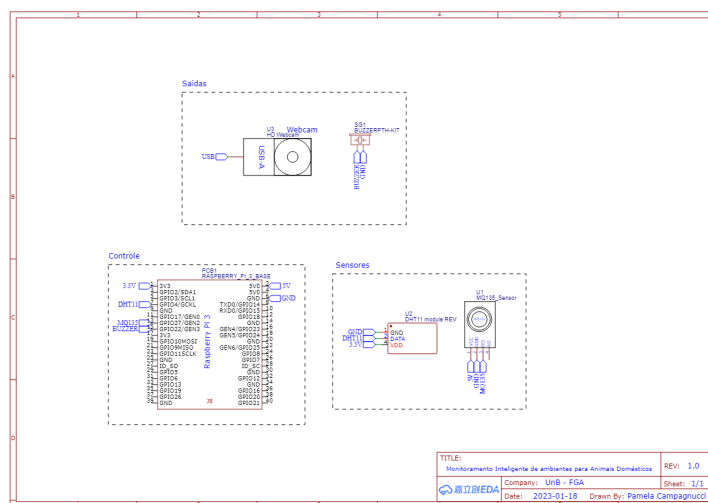 1 2 3 4 5
A
B
C
D
Saídas
U3
HD Webcam
Webcam
USB
USB-A
SG1
BUZZERPTH-KIT
BUZZER
GND
Controle
PCB1
RASPBERRY_PI_3_BASE
3.3V
DHT11
MQ135
BUZZER
5V
GND
3V3
GPIO2/SDA1
GPIO3/SCL1
GPIO4/GCKL
GND
GPIO17/GEN0
GPIO27/GEN2
GPIO22/GEN3
3V3
GPIO10MOSI
GPIO9MISO
GPIO11SCLK
GND
ID_SD
GPIO5
GPIO6
GPIO13
GPIO19
GPIO26
GND
Raspberry Pi 3
J8
5V0
5V0
GND
TXD0/GPIO14
RXD0/GPIO15
GPIO18
GND
GEN4/GPIO23
GEN5/GPIO24
GND
GEN6/GPIO25
GPIO8
GPIO7
ID_SC
GND
GPIO12
GND
GPIO16
GPIO20
GPIO21
Sensores
U2
DHT11 module REV
GND
DHT11
3.3V
GND
DATA
VDD
U1
MQ135_Sensor
VCC
GND
5V
GND
MQ135
TITLE:
Monitoramento Inteligente de ambientes para Animais Domésticos
REV: 1.0
嘉立创EDA
Company: UnB - FGA
Sheet: 1/1
Date: 2023-01-18
Drawn By: Pamela Campagnucci